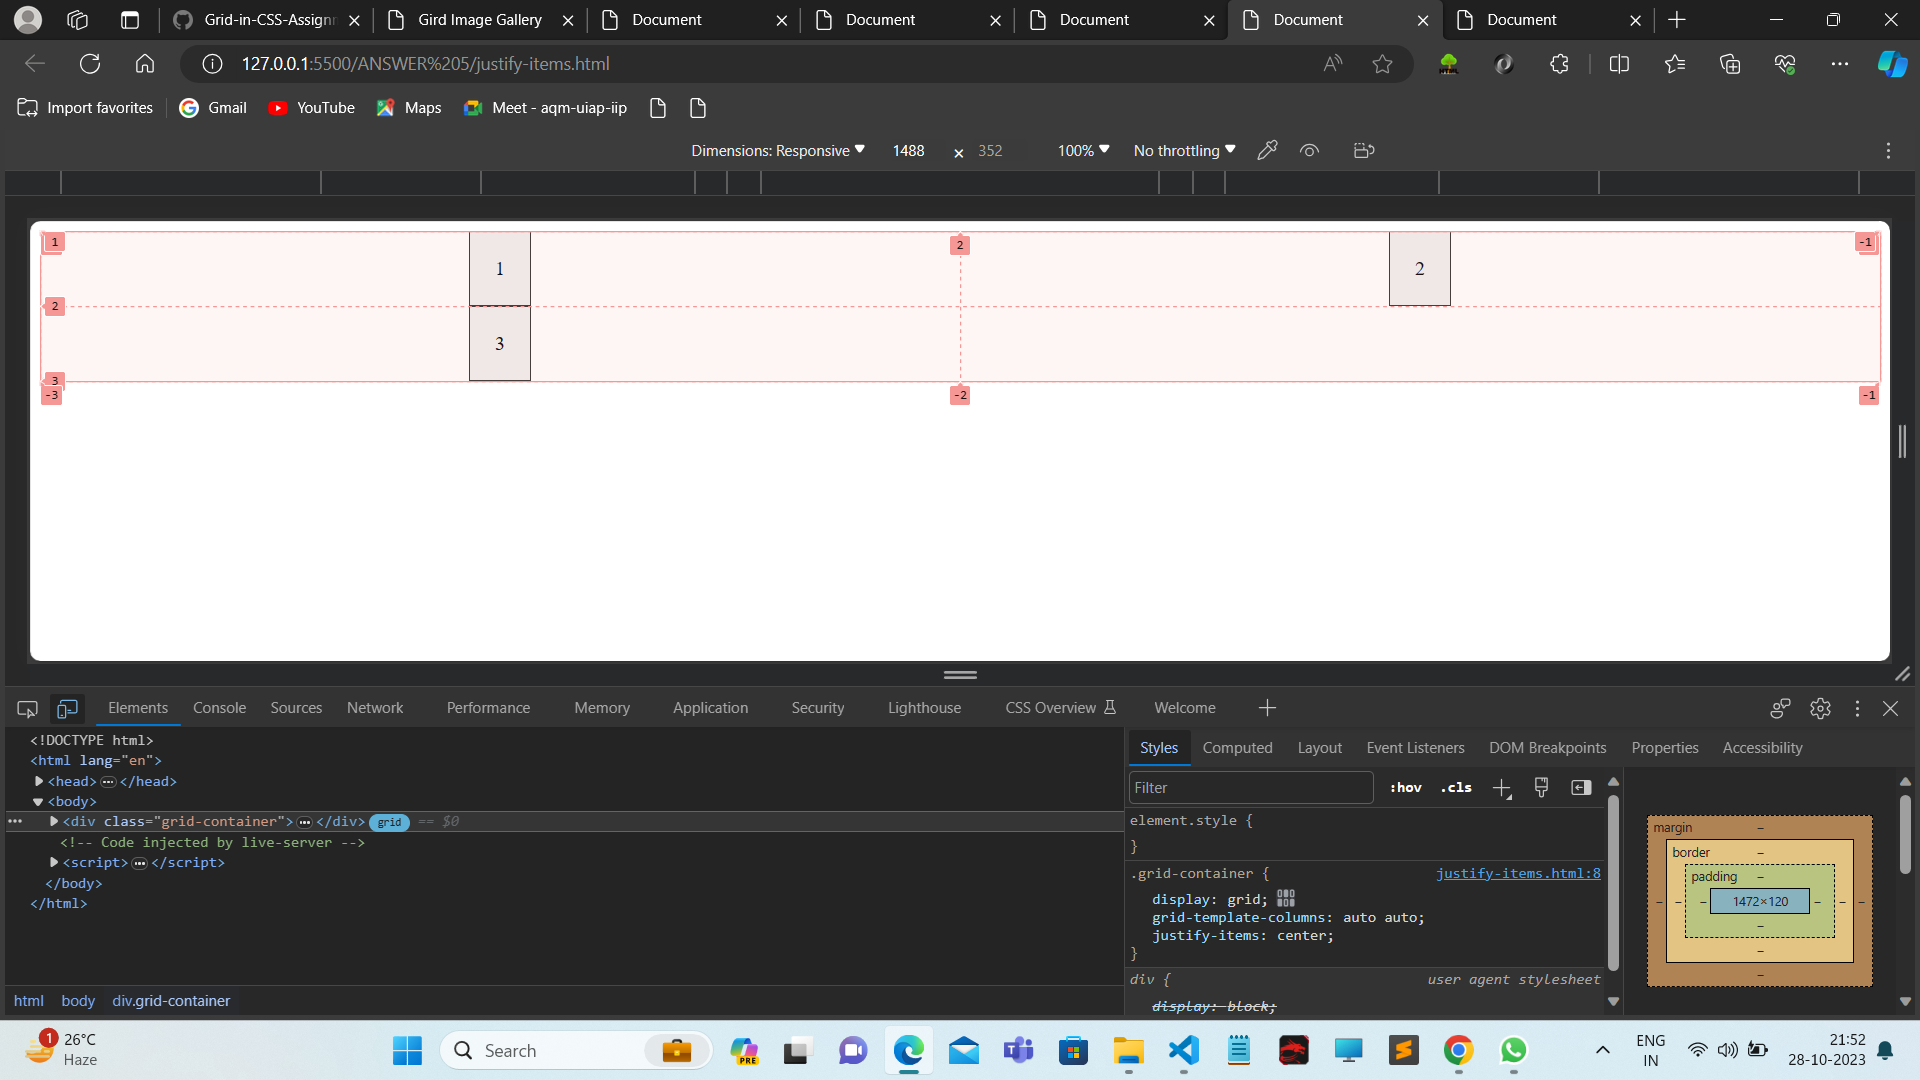 Grid-in-CSS-Assignm
Gird Image Gallery
Document
Document
Document
Document
Document
127.0.0.1:5500/ANSWER%205/justify-items.html
Import favorites
Gmail
YouTube
Maps
Meet - aqm-uiap-iip
Dimensions: Responsive
1488
×
352
100%
No throttling
1
2
-1
1
2
2
3
3
-3
-2
-1
Elements
Console
Sources
Network
Performance
Memory
Application
Security
Lighthouse
CSS Overview
Welcome
<!DOCTYPE html>
<html lang="en">
<head>
</head>
<body>
<div class="grid-container">
</div>
grid
== $0
<!-- Code injected by live-server -->
<script>
</script>
</body>
</html>
html
body
div.grid-container
Styles
Computed
Layout
Event Listeners
DOM Breakpoints
Properties
Accessibility
Filter
:hov
.cls
element.style {
}
.grid-container {
justify-items.html:8
display: grid;
grid-template-columns: auto auto;
justify-items: center;
}
div {
user agent stylesheet
display: block;
margin
–
border
–
padding
–
– – – 1472×120 – – –
–
–
–
1
26°C
Haze
Search
PRE
ENG
IN
21:52
28-10-2023